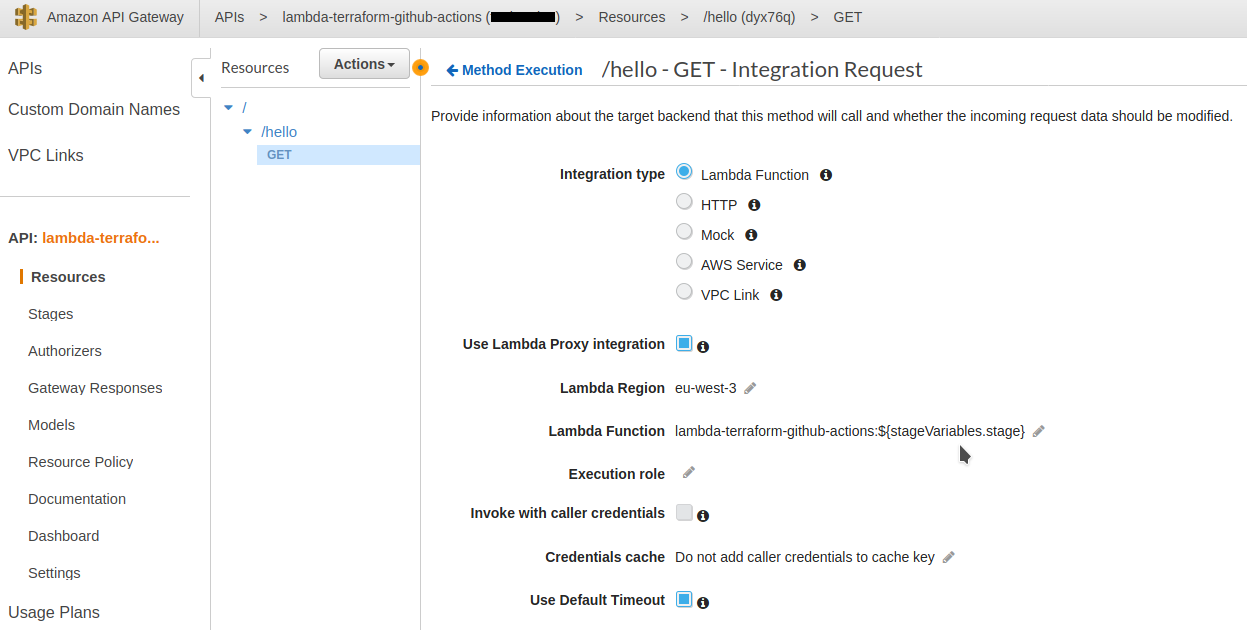 Amazon API Gateway APIs > lambda-terraform-github-actions ( ) > Resources > /hello (dyx76q) > GET
APIs
Custom Domain Names
VPC Links
API: lambda-terrafo...
Resources
Stages
Authorizers
Gateway Responses
Models
Resource Policy
Documentation
Dashboard
Settings
Usage Plans
Resources Actions
/
/hello
GET
Method Execution /hello - GET - Integration Request
Provide information about the target backend that this method will call and whether the incoming request data should be modified.
Integration type Lambda Function
HTTP
Mock
AWS Service
VPC Link
Use Lambda Proxy integration
Lambda Region eu-west-3
Lambda Function lambda-terraform-github-actions:${stageVariables.stage}
Execution role
Invoke with caller credentials
Credentials cache Do not add caller credentials to cache key
Use Default Timeout